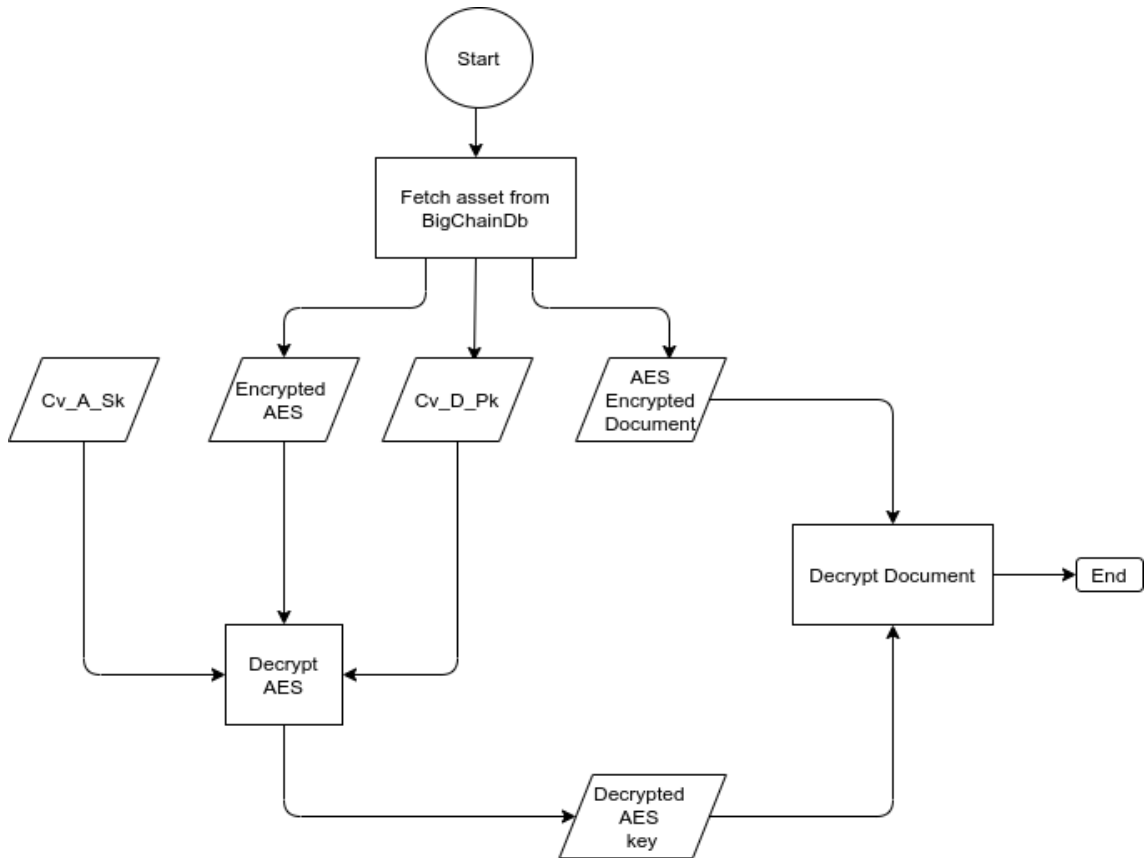 Start
Fetch asset from
BigChainDb
Cv_A_Sk
Encrypted
AES
Cv_D_Pk
AES
Encrypted
Document
Decrypt Document
End
Decrypt
AES
Decrypted
AES
key